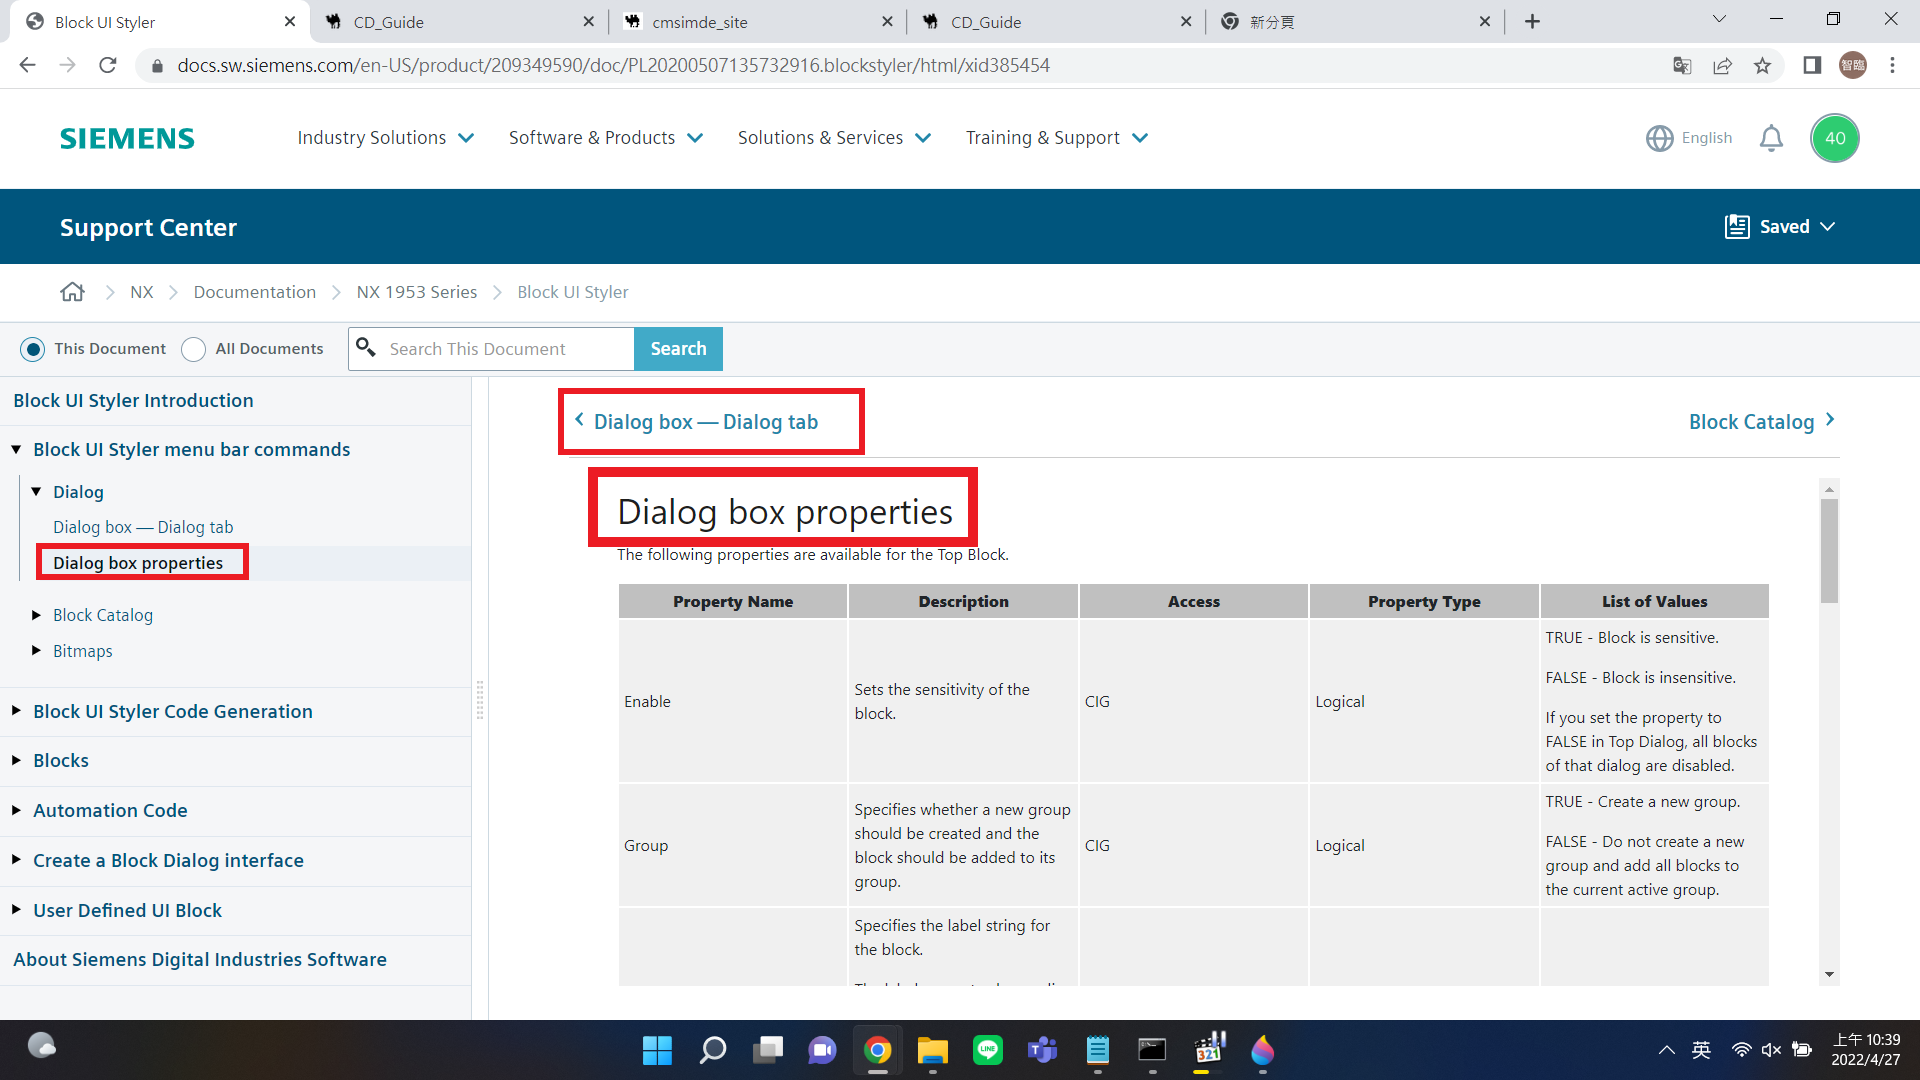 Block UI Styler
CD_Guide
cmsimde_site
CD_Guide
新分頁
docs.sw.siemens.com/en-US/product/209349590/doc/PL20200507135732916.blockstyler/html/xid385454
智臨
SIEMENS
Industry Solutions
Software & Products
Solutions & Services
Training & Support
English
40
Support Center
Saved
NX
Documentation
NX 1953 Series
Block UI Styler
This Document
All Documents
Search This Document
Search
Block UI Styler Introduction
Block UI Styler menu bar commands
Dialog
Dialog box — Dialog tab
Dialog box properties
Block Catalog
Bitmaps
Block UI Styler Code Generation
Blocks
Automation Code
Create a Block Dialog interface
User Defined UI Block
About Siemens Digital Industries Software
Dialog box — Dialog tab
Block Catalog
Dialog box properties
The following properties are available for the Top Block.
Property Name
Description
Access
Property Type
List of Values
Enable
Sets the sensitivity of the
block.
CIG
Logical
TRUE - Block is sensitive.
FALSE - Block is insensitive.
If you set the property to
FALSE in Top Dialog, all blocks
of that dialog are disabled.
Group
Specifies whether a new group
should be created and the
block should be added to its
group.
CIG
Logical
TRUE - Create a new group.
FALSE - Do not create a new
group and add all blocks to
the current active group.
Specifies the label string for
the block.
LINE
321
英
上午 10:39
2022/4/27